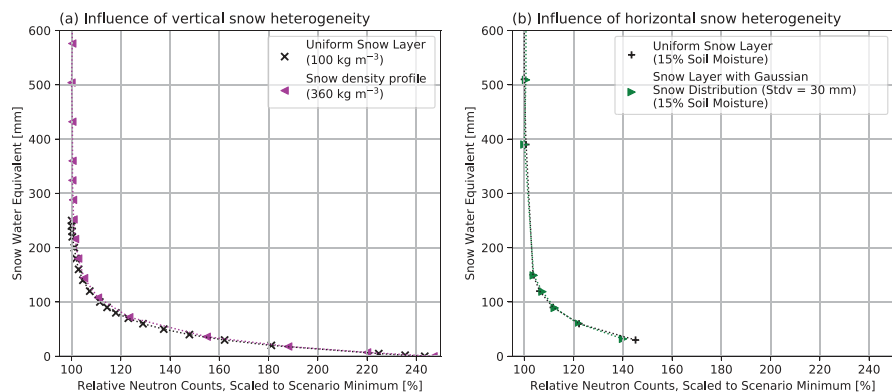 (a) Influence of vertical snow heterogeneity
Snow Water Equivalent [mm]
600
500
400
300
200
100
0
Uniform Snow Layer
(100 kg m⁻³)
Snow density profile
(360 kg m⁻³)
100 120 140 160 180 200 220 240
Relative Neutron Counts, Scaled to Scenario Minimum [%]
(b) Influence of horizontal snow heterogeneity
Snow Water Equivalent [mm]
600
500
400
300
200
100
0
Uniform Snow Layer
(15% Soil Moisture)
Snow Layer with Gaussian
Snow Distribution (Stdv = 30 mm)
(15% Soil Moisture)
100 120 140 160 180 200 220 240
Relative Neutron Counts, Scaled to Scenario Minimum [%]